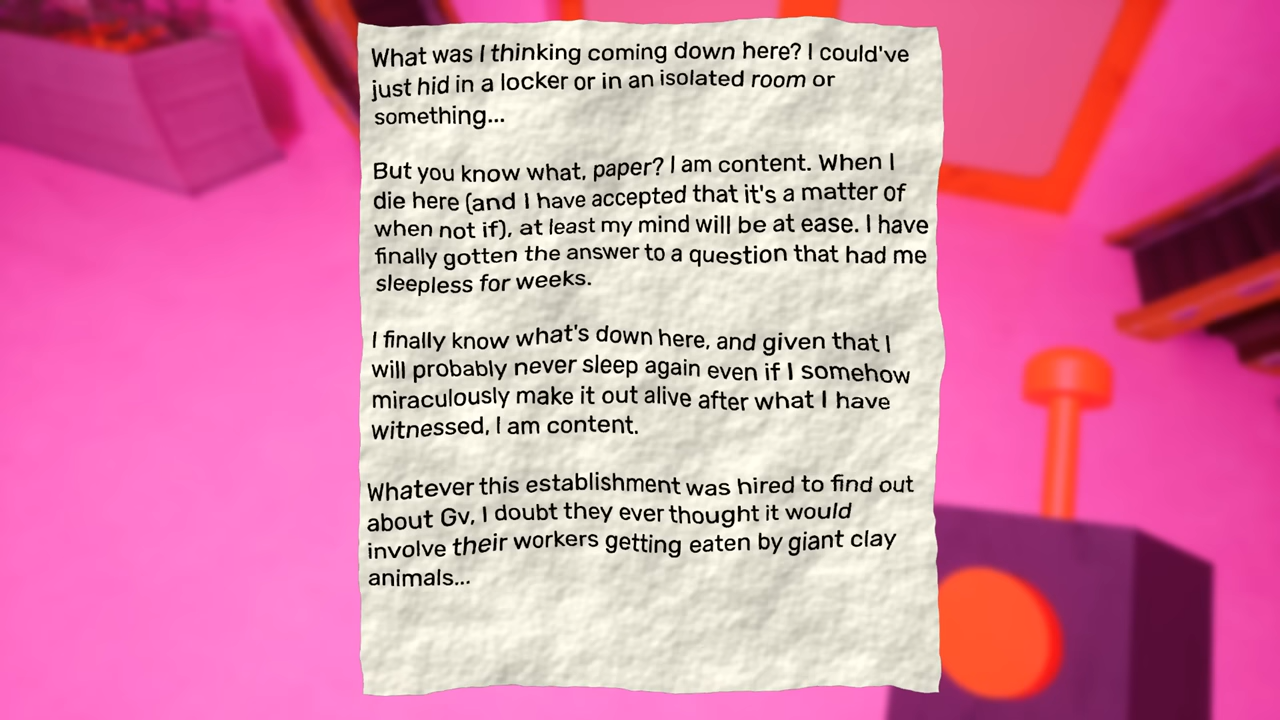 What was I thinking coming down here? I could've
just hid in a locker or in an isolated room or
something...
But you know what, paper? I am content. When I
die here (and I have accepted that it's a matter of
when not if), at least my mind will be at ease. I have
finally gotten the answer to a question that had me
sleepless for weeks.
I finally know what's down here, and given that I
will probably never sleep again even if I somehow
miraculously make it out alive after what I have
witnessed, I am content.
Whatever this establishment was hired to find out
about Gv, I doubt they ever thought it would
involve their workers getting eaten by giant clay
animals...